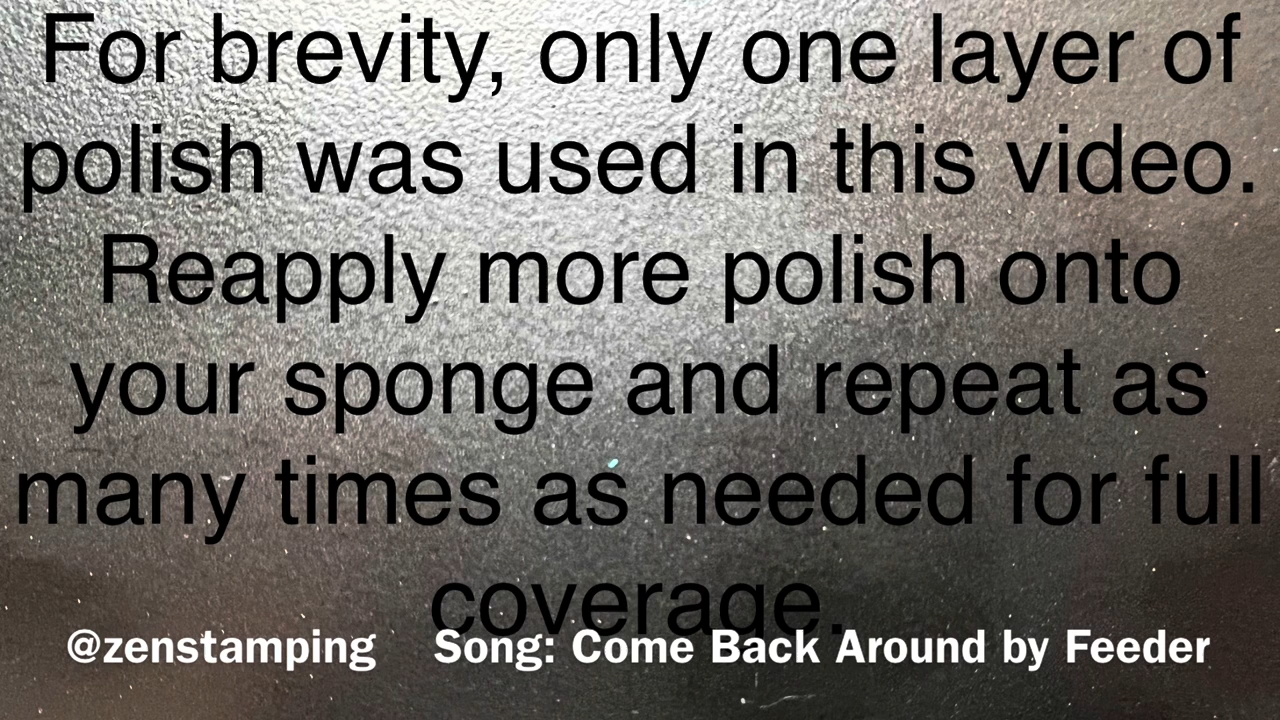 For brevity, only one layer of
polish was used in this video.
Reapply more polish onto
your sponge and repeat as
many times as needed for full
coverage.
@zenstamping Song: Come Back Around by Feeder